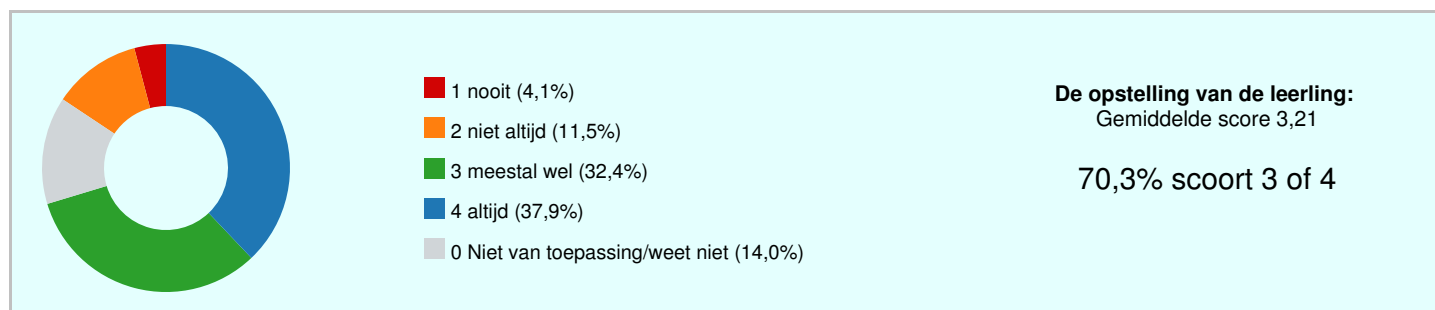 1 nooit (4,1%)
2 niet altijd (11,5%)
3 meestal wel (32,4%)
4 altijd (37,9%)
0 Niet van toepassing/weet niet (14,0%)
De opstelling van de leerling:
Gemiddelde score 3,21
70,3% scoort 3 of 4